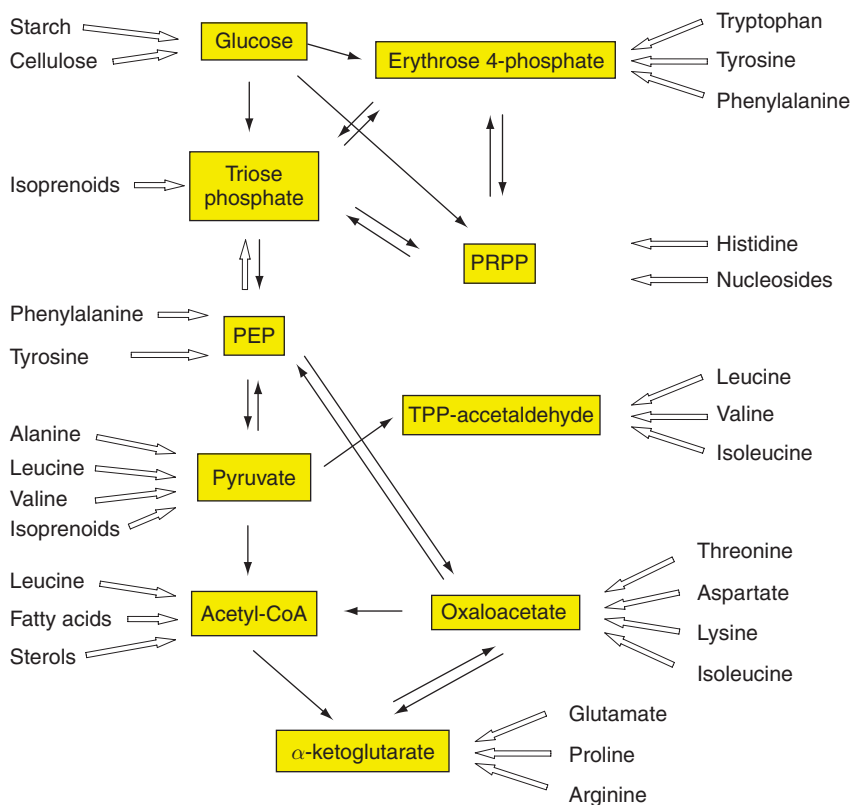 Starch
Cellulose
Glucose
Erythrose 4-phosphate
Tryptophan
Tyrosine
Phenylalanine
Isoprenoids
Triose
phosphate
PRPP
Histidine
Nucleosides
Phenylalanine
Tyrosine
PEP
TPP-accetaldehyde
Leucine
Valine
Isoleucine
Alanine
Leucine
Valine
Isoprenoids
Pyruvate
Leucine
Fatty acids
Sterols
Acetyl-CoA
Oxaloacetate
Threonine
Aspartate
Lysine
Isoleucine
α-ketoglutarate
Glutamate
Proline
Arginine